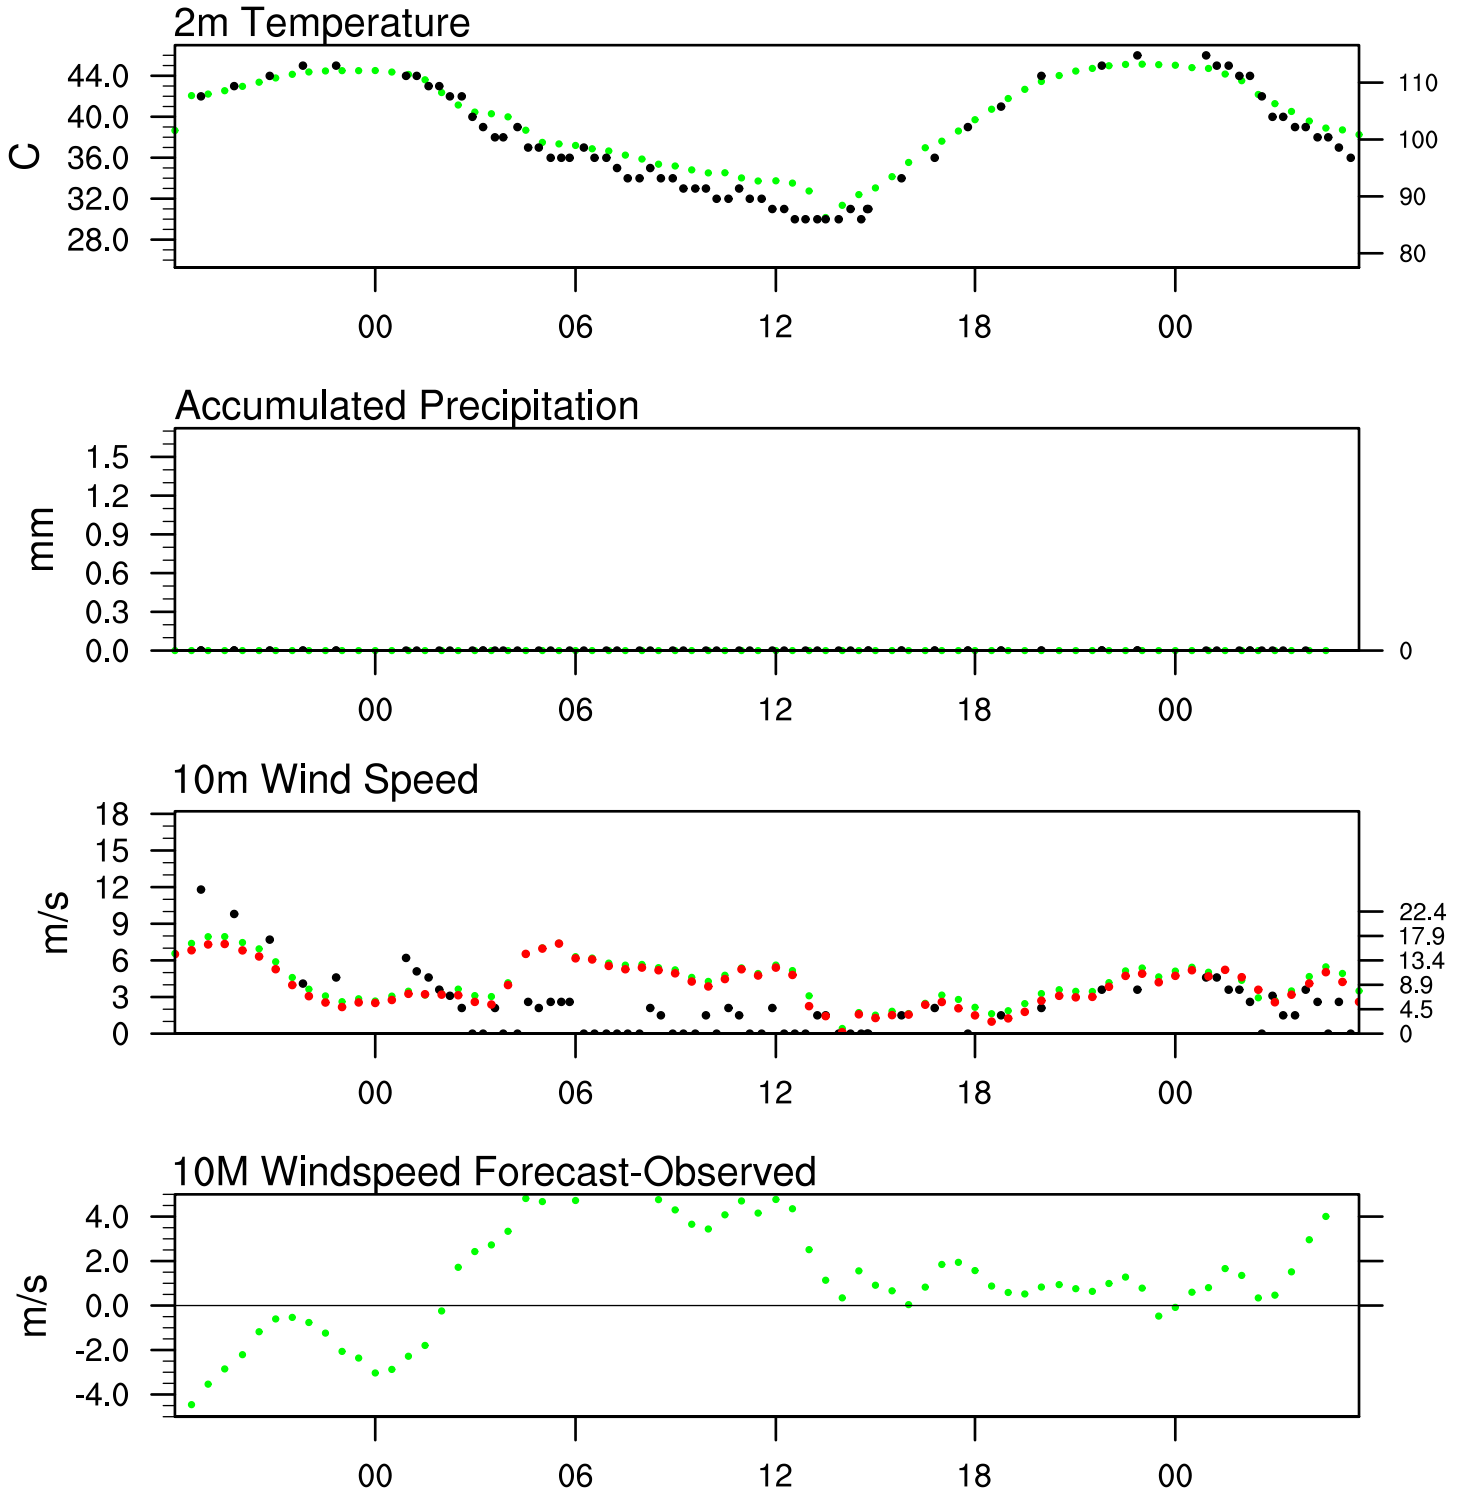 2m Temperature
44.0
40.0
36.0
32.0
28.0
C
110
100
90
80
00 06 12 18 00
Accumulated Precipitation
1.5
1.2
0.9
0.6
0.3
0.0
mm
0
00 06 12 18 00
10m Wind Speed
18
15
12
9
6
3
0
m/s
22.4
17.9
13.4
8.9
4.5
0
00 06 12 18 00
10M Windspeed Forecast-Observed
4.0
2.0
0.0
-2.0
-4.0
m/s
00 06 12 18 00